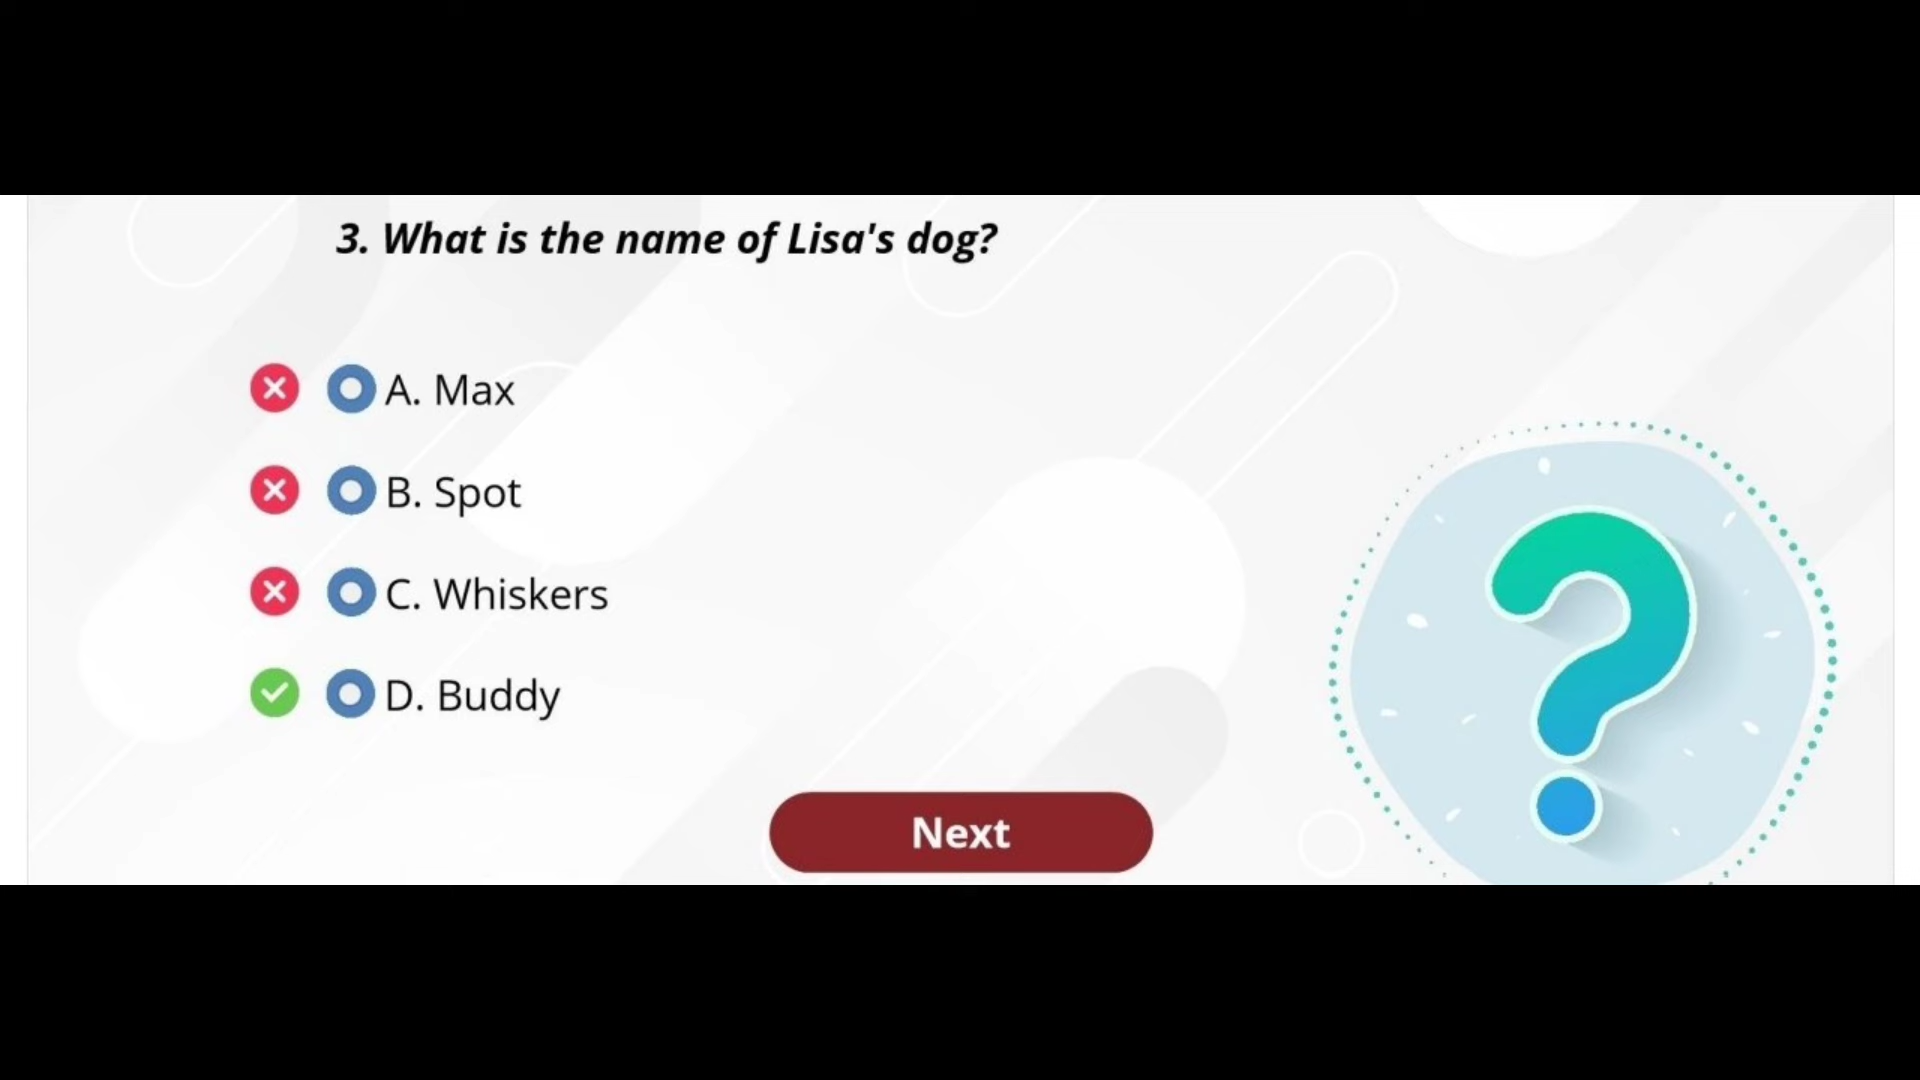 3. What is the name of Lisa's dog?
A. Max
B. Spot
C. Whiskers
D. Buddy
Next